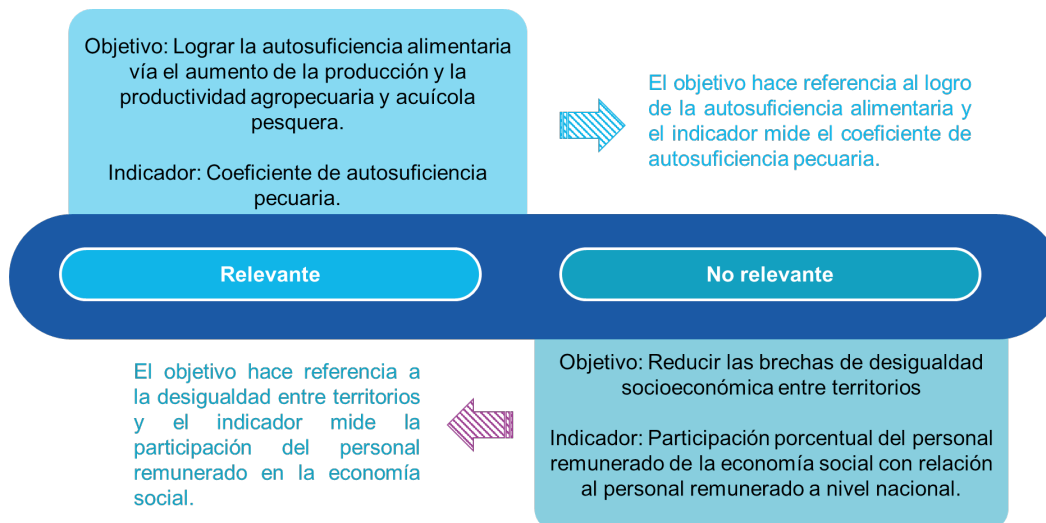 Objetivo: Lograr la autosuficiencia alimentaria
vía el aumento de la producción y la
productividad agropecuaria y acuícola
pesquera.
Indicador: Coeficiente de autosuficiencia
pecuaria.
El objetivo hace referencia al logro
de la autosuficiencia alimentaria y
el indicador mide el coeficiente de
autosuficiencia pecuaria.
Relevante
No relevante
El objetivo hace referencia a
la desigualdad entre territorios
y el indicador mide la
participación del personal
remunerado en la economía
social.
Objetivo: Reducir las brechas de desigualdad
socioeconómica entre territorios
Indicador: Participación porcentual del personal
remunerado de la economía social con relación
al personal remunerado a nivel nacional.